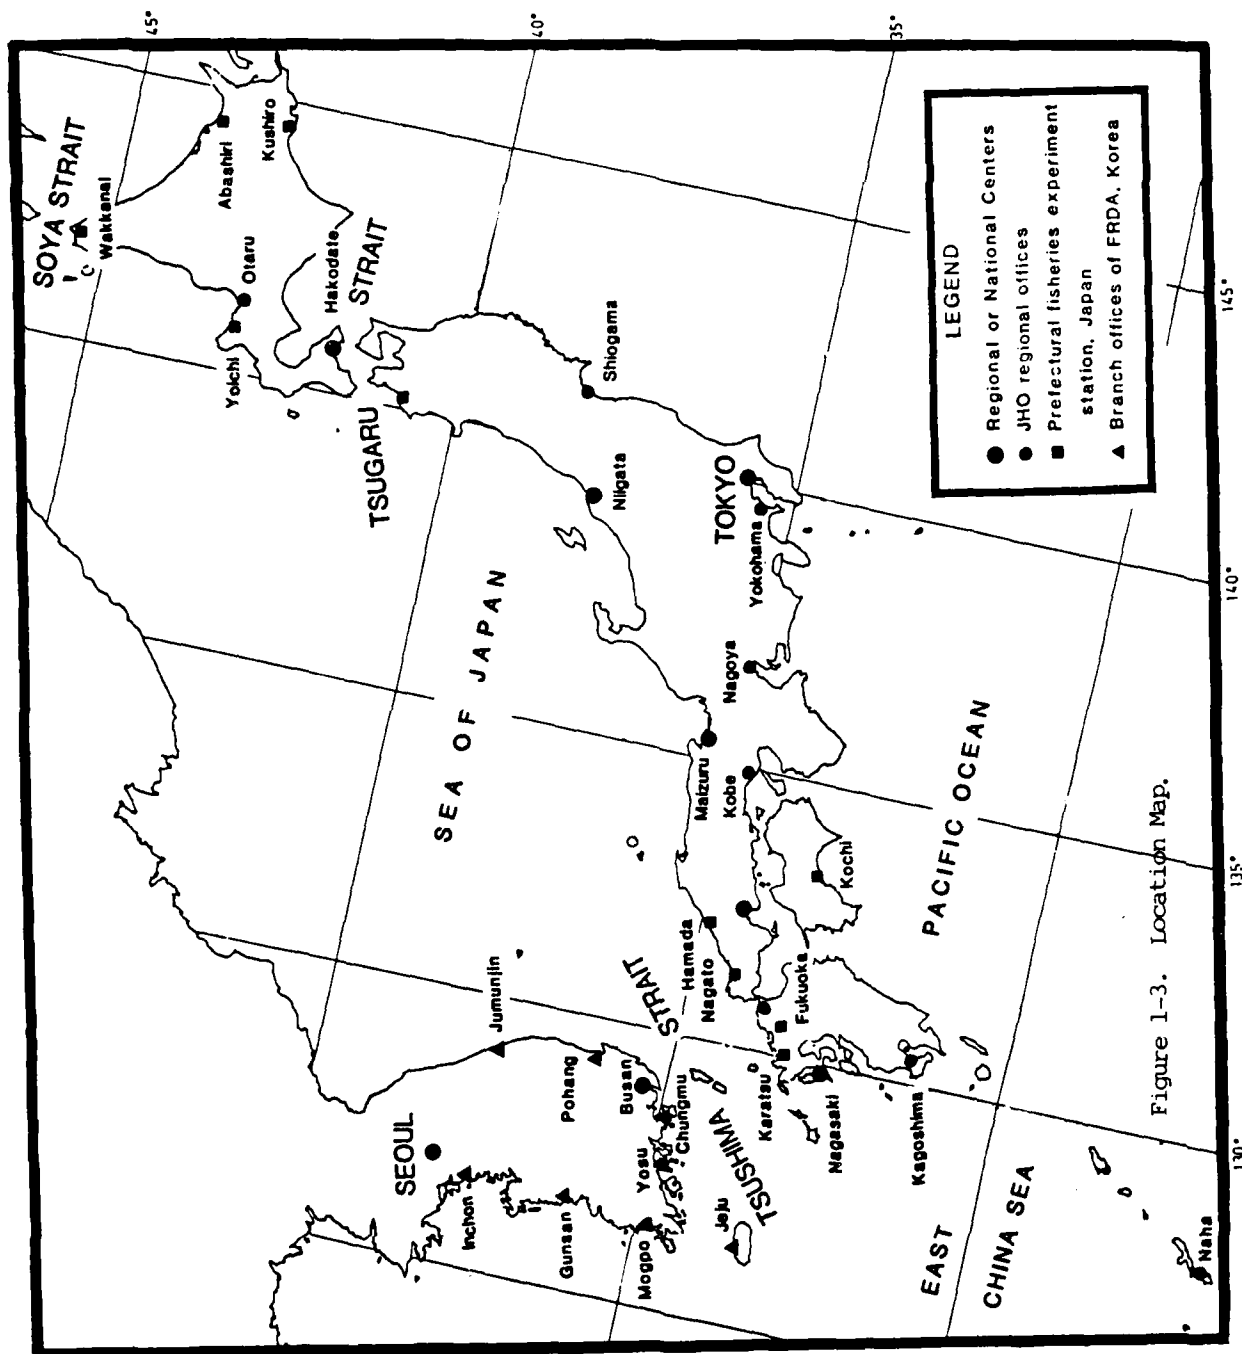 45°
40°
35°
SOYA STRAIT
Wakkanai
Abashiri
Kushiro
Otaru
Yoichi
Hakodate
TSUGARU
STRAIT
Shiogama
Niigata
SEA OF JAPAN
TOKYO
Yokohama
Nagoya
Maizuru
Kobe
Kochi
PACIFIC OCEAN
Hamada
Nagato
Fukuoka
Karatsu
Nagasaki
Kagoshima
TSUSHIMA
STRAIT
Jumunjin
Pohang
Busan
Chungmu
Yosu
SEOUL
Inchon
Gunsan
Mogpo
Jeju
EAST
CHINA SEA
Naha
LEGEND
Regional or National Centers
JHO regional offices
Prefectural fisheries experiment
station, Japan
Branch offices of FRDA, Korea
130°
135°
140°
145°
Figure 1-3. Location Map.